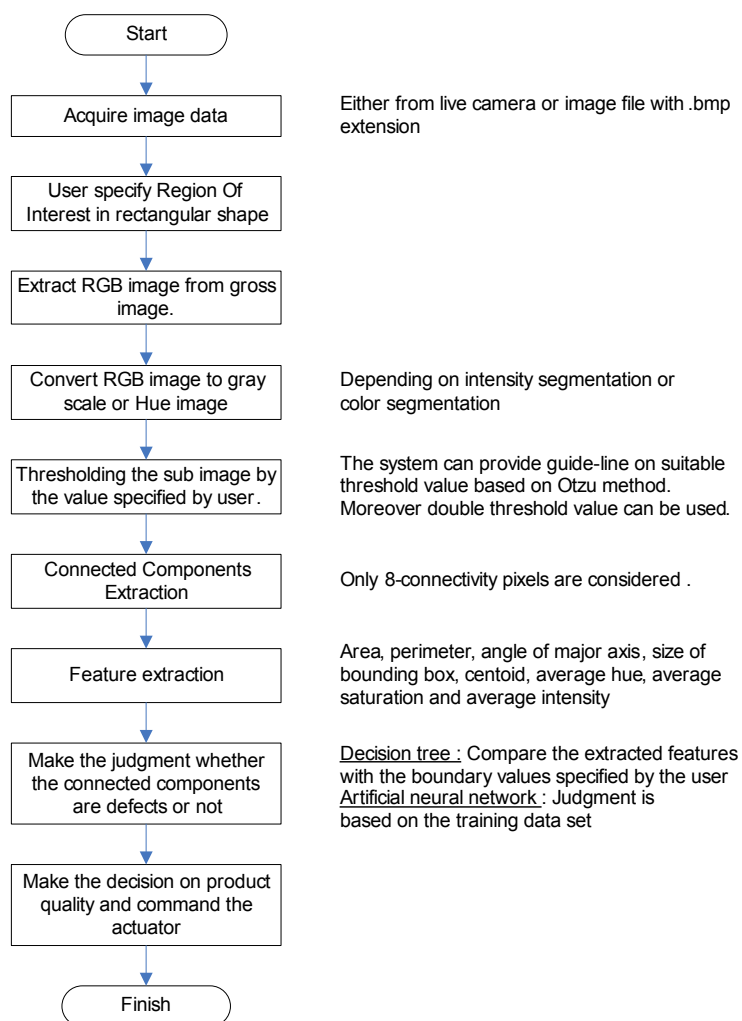 Start
Acquire image data
Either from live camera or image file with .bmp
extension
User specify Region Of
Interest in rectangular shape
Extract RGB image from gross
image.
Convert RGB image to gray
scale or Hue image
Depending on intensity segmentation or
color segmentation
Thresholding the sub image by
the value specified by user.
The system can provide guide-line on suitable
threshold value based on Otzu method.
Moreover double threshold value can be used.
Connected Components
Extraction
Only 8-connectivity pixels are considered .
Feature extraction
Area, perimeter, angle of major axis, size of
bounding box, centoid, average hue, average
saturation and average intensity
Make the judgment whether
the connected components
are defects or not
Decision tree : Compare the extracted features
with the boundary values specified by the user
Artificial neural network : Judgment is
based on the training data set
Make the decision on product
quality and command the
actuator
Finish